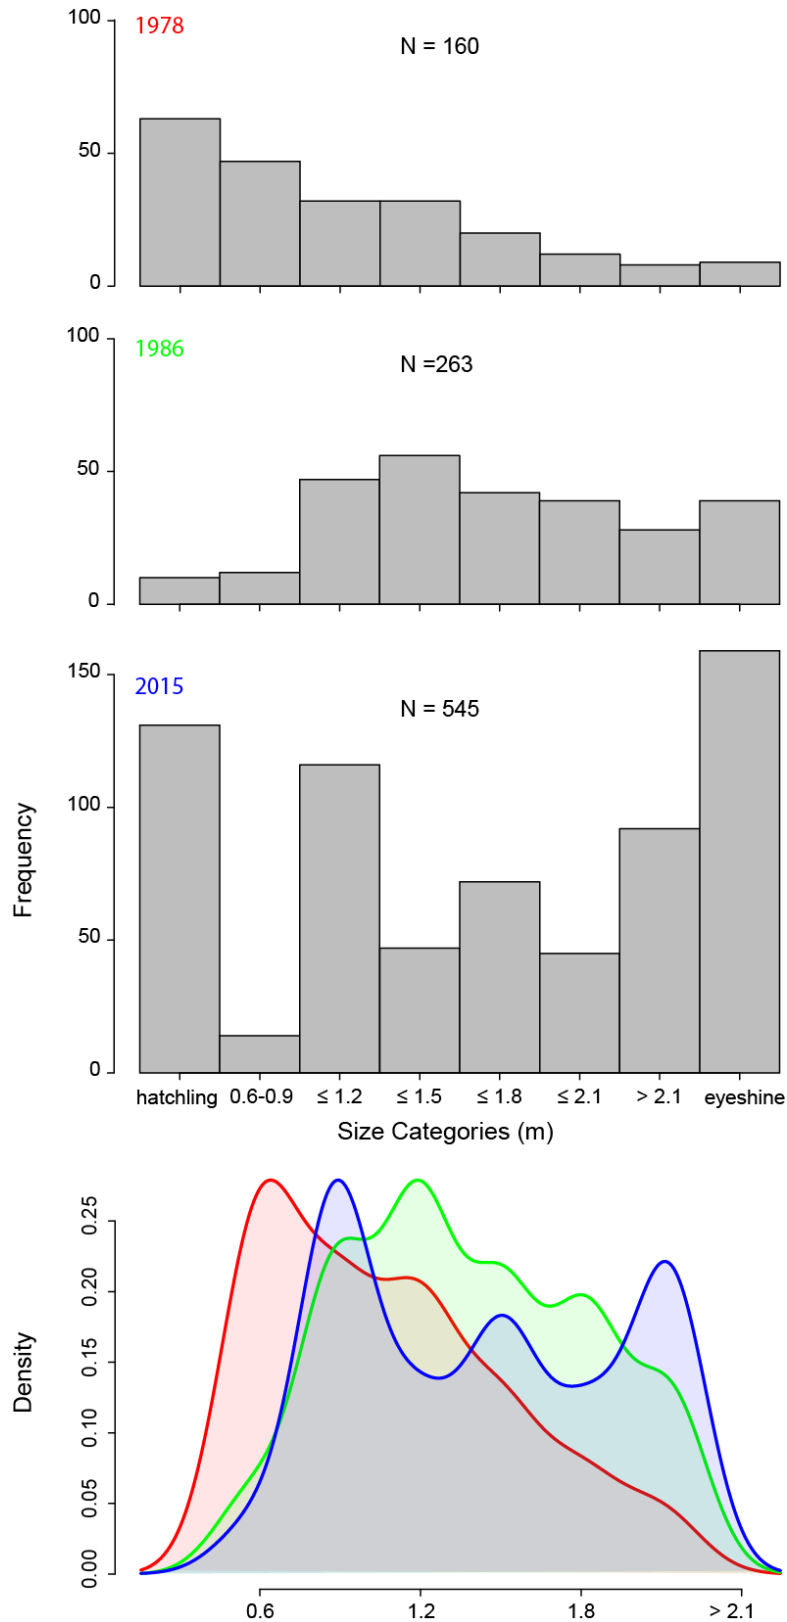 100
1978
N = 160
50
0
100
1986
N =263
50
0
150
2015
N = 545
100
Frequency
50
0
hatchling 0.6-0.9 ≤ 1.2 ≤ 1.5 ≤ 1.8 ≤ 2.1 > 2.1 eyeshine
Size Categories (m)
0.25
0.20
Density
0.15
0.10
0.05
0.00
0.6 1.2 1.8 > 2.1